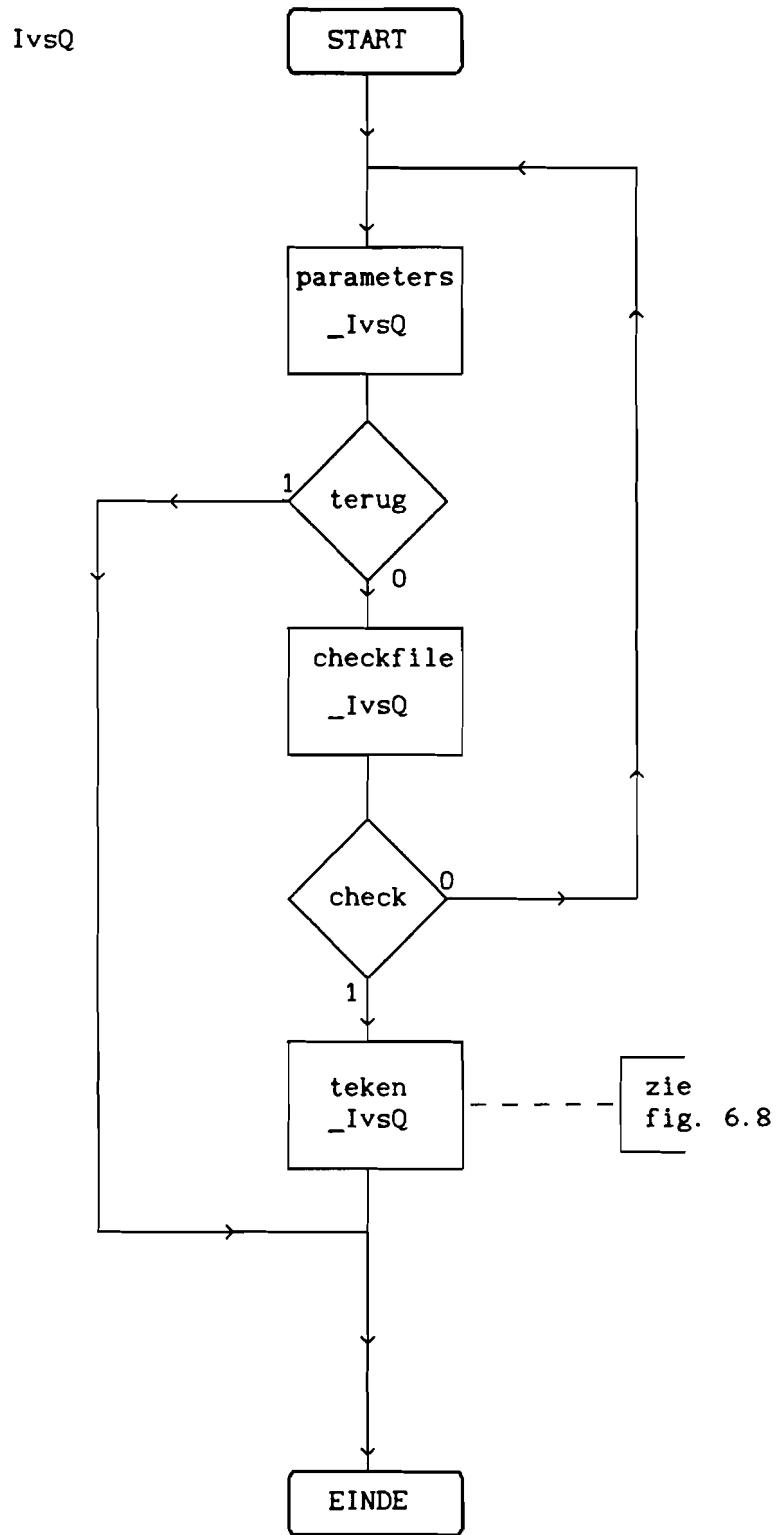 IvsQ
START
parameters
_IvsQ
1
terug
0
checkfile
_IvsQ
check
0
1
teken
_IvsQ
zie
fig. 6.8
EINDE